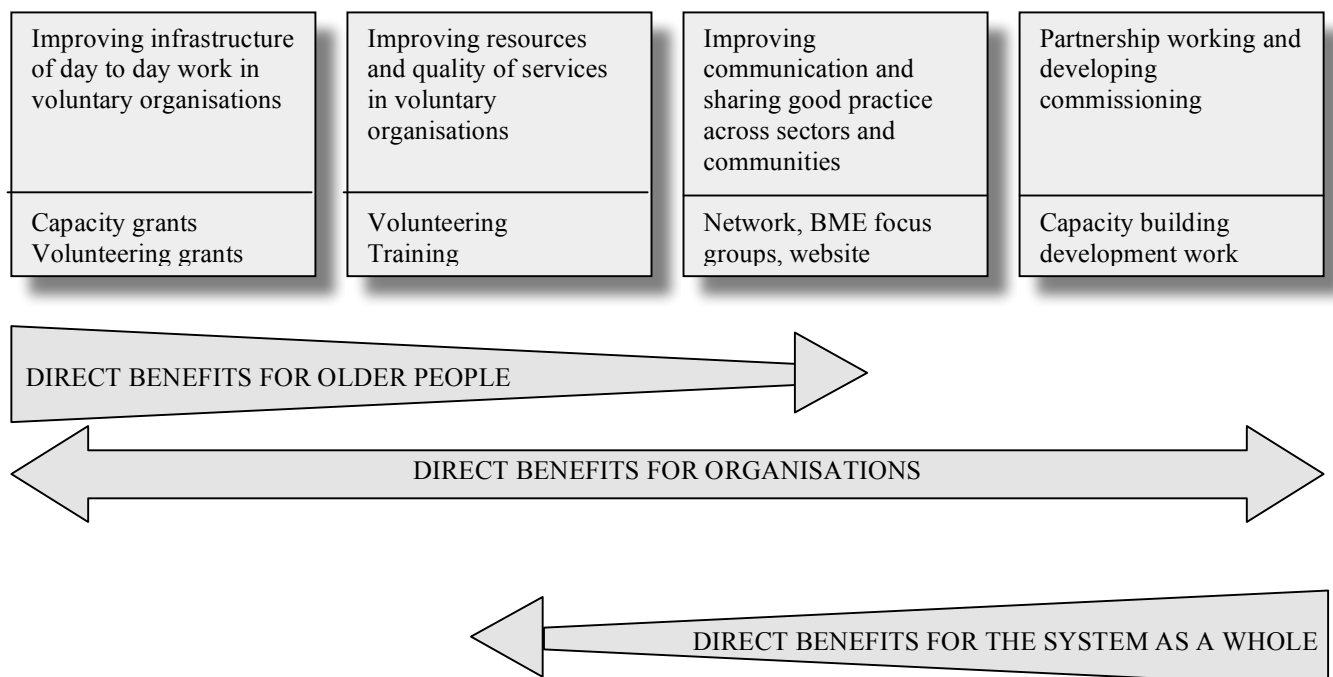 Improving infrastructure
of day to day work in
voluntary organisations
Capacity grants
Volunteering grants
Improving resources
and quality of services
in voluntary
organisations
Volunteering
Training
Improving
communication and
sharing good practice
across sectors and
communities
Network, BME focus
groups, website
Partnership working and
developing
commissioning
Capacity building
development work
DIRECT BENEFITS FOR OLDER PEOPLE
DIRECT BENEFITS FOR ORGANISATIONS
DIRECT BENEFITS FOR THE SYSTEM AS A WHOLE